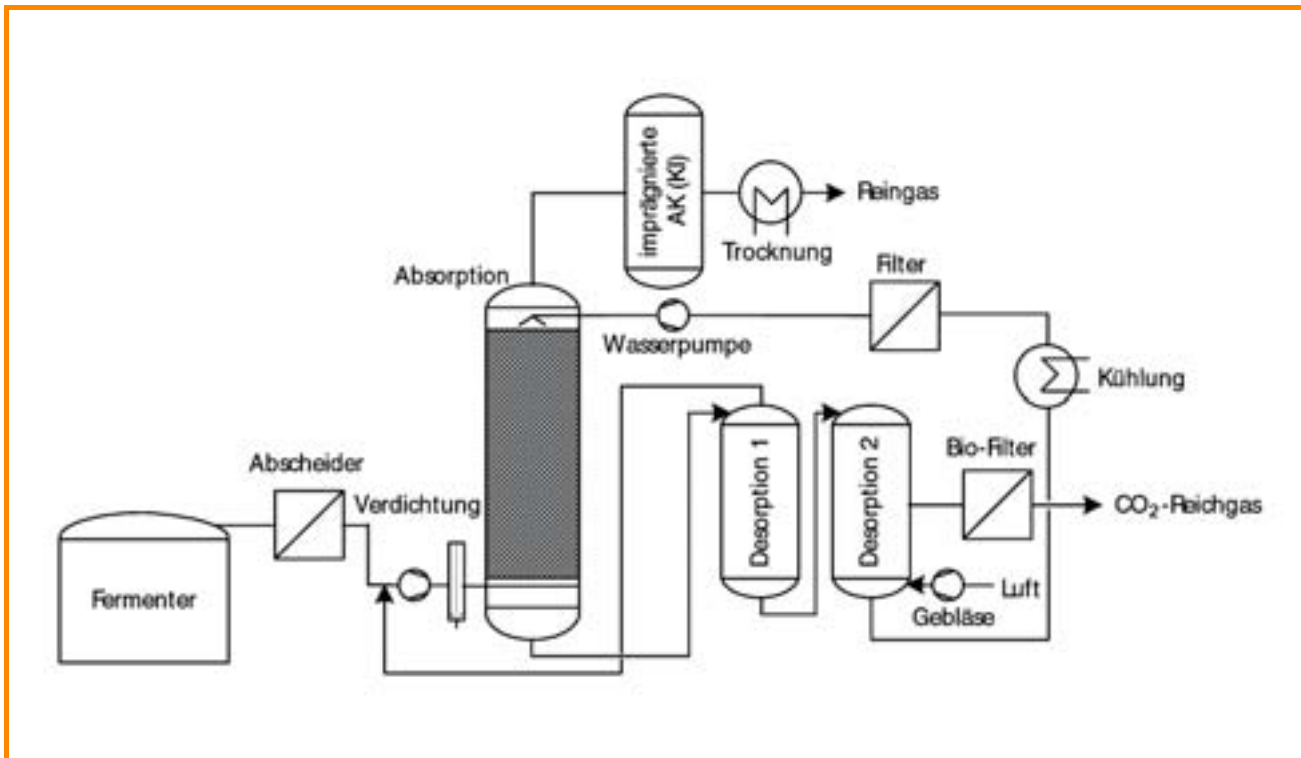 imprägnierte
AK (KI)
Reingas
Trocknung
Absorption
Filter
Wasserpumpe
Kühlung
Abscheider
Verdichtung
Desorption 1
Desorption 2
Bio-Filter
CO₂-Reichgas
Fermenter
Luft
Gebläse